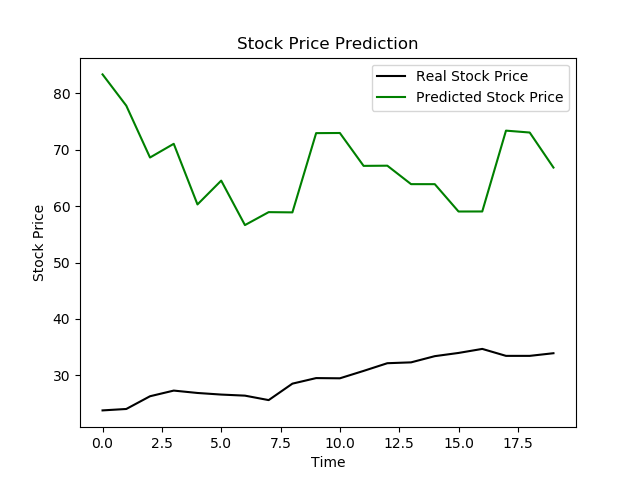 Stock Price Prediction
Real Stock Price
Predicted Stock Price
80
70
60
50
40
30
Stock Price
0.0 2.5 5.0 7.5 10.0 12.5 15.0 17.5
Time